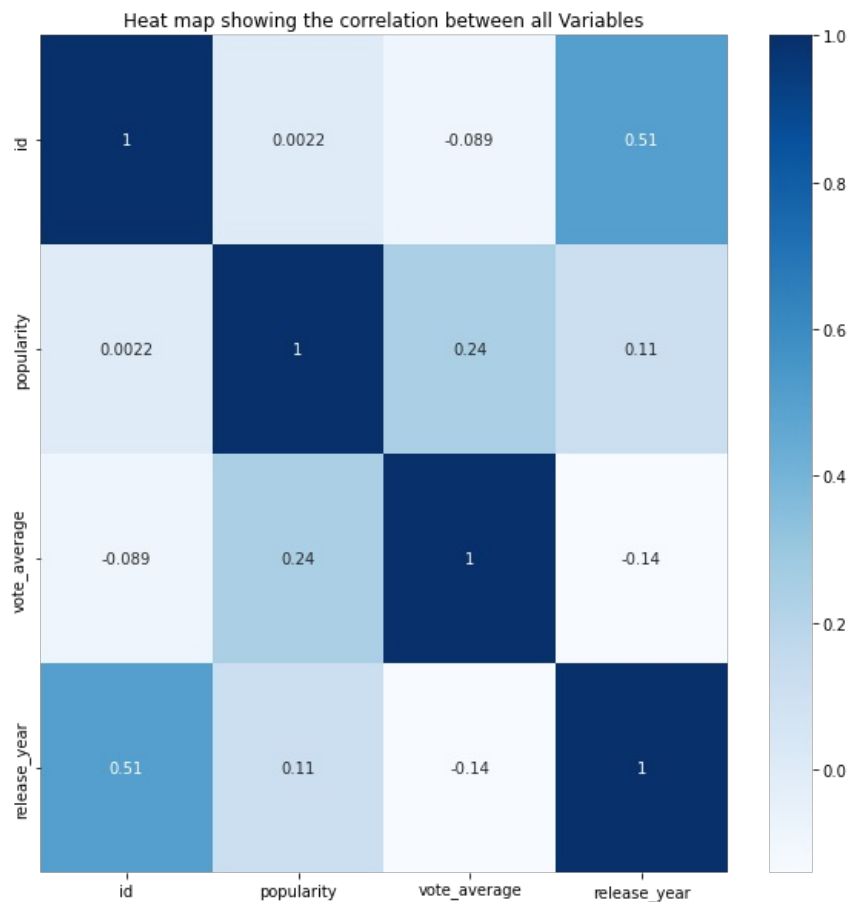 Heat map showing the correlation between all Variables
id
1
0.0022
-0.089
0.51
popularity
0.0022
1
0.24
0.11
vote_average
-0.089
0.24
1
-0.14
release_year
0.51
0.11
-0.14
1
id
popularity
vote_average
release_year
1.0
0.8
0.6
0.4
0.2
0.0